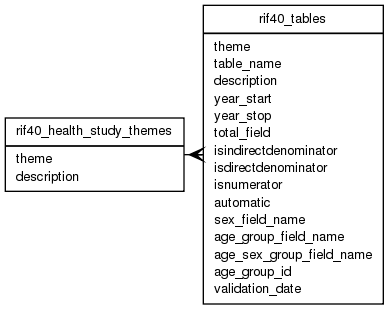 rif40_health_study_themes
theme
description
rif40_tables
theme
table_name
description
year_start
year_stop
total_field
isindirectdenominator
isdirectdenominator
isnumerator
automatic
sex_field_name
age_group_field_name
age_sex_group_field_name
age_group_id
validation_date